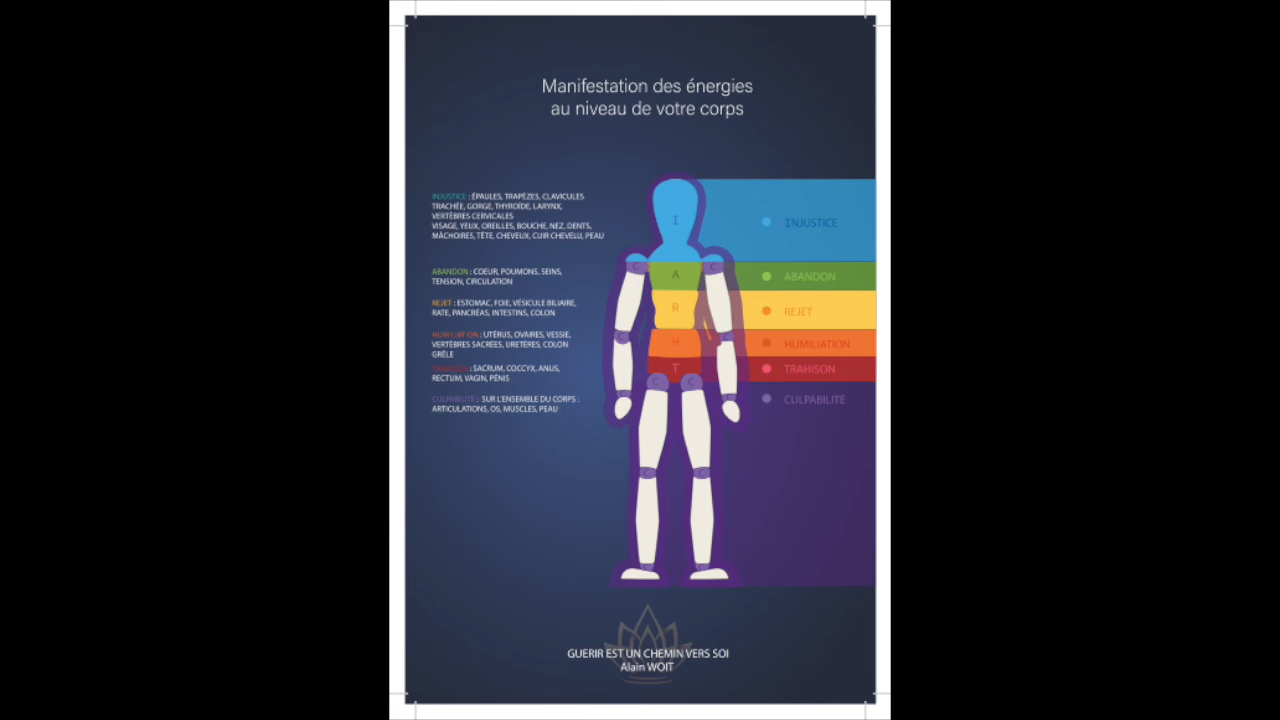 Manifestation des énergies
au niveau de votre corps
INJUSTICE : ÉPAULES, TRAPÈZES, CLAVICULES
TRACHÉE, GORGE, THYROÏDE, LARYNX,
VERTÈBRES CERVICALES
VISAGE, YEUX, OREILLES, BOUCHE, NEZ, DENTS,
MÂCHOIRES, TÊTE, CHEVEUX, CUIR CHEVELU, PEAU
ABANDON : COEUR, POUMONS, SEINS,
TENSION, CIRCULATION
REJET : ESTOMAC, FOIE, VÉSICULE BILIAIRE,
RATE, PANCRÉAS, INTESTINS, COLON
HUMILIATION : UTÉRUS, OVAIRES, VESSIE,
VERTÈBRES SACRÉES, URETÈRES, COLON
GRÊLE
TRAHISON : SACRUM, COCCYX, ANUS,
RECTUM, VAGIN, PÉNIS
CULPABILITÉ : SUR L'ENSEMBLE DU CORPS :
ARTICULATIONS, OS, MUSCLES, PEAU
I
C
C
A
R
C
C
H
T
C
C
C
C
C
C
INJUSTICE
ABANDON
REJET
HUMILIATION
TRAHISON
CULPABILITÉ
GUERIR EST UN CHEMIN VERS SOI
Alain WOIT